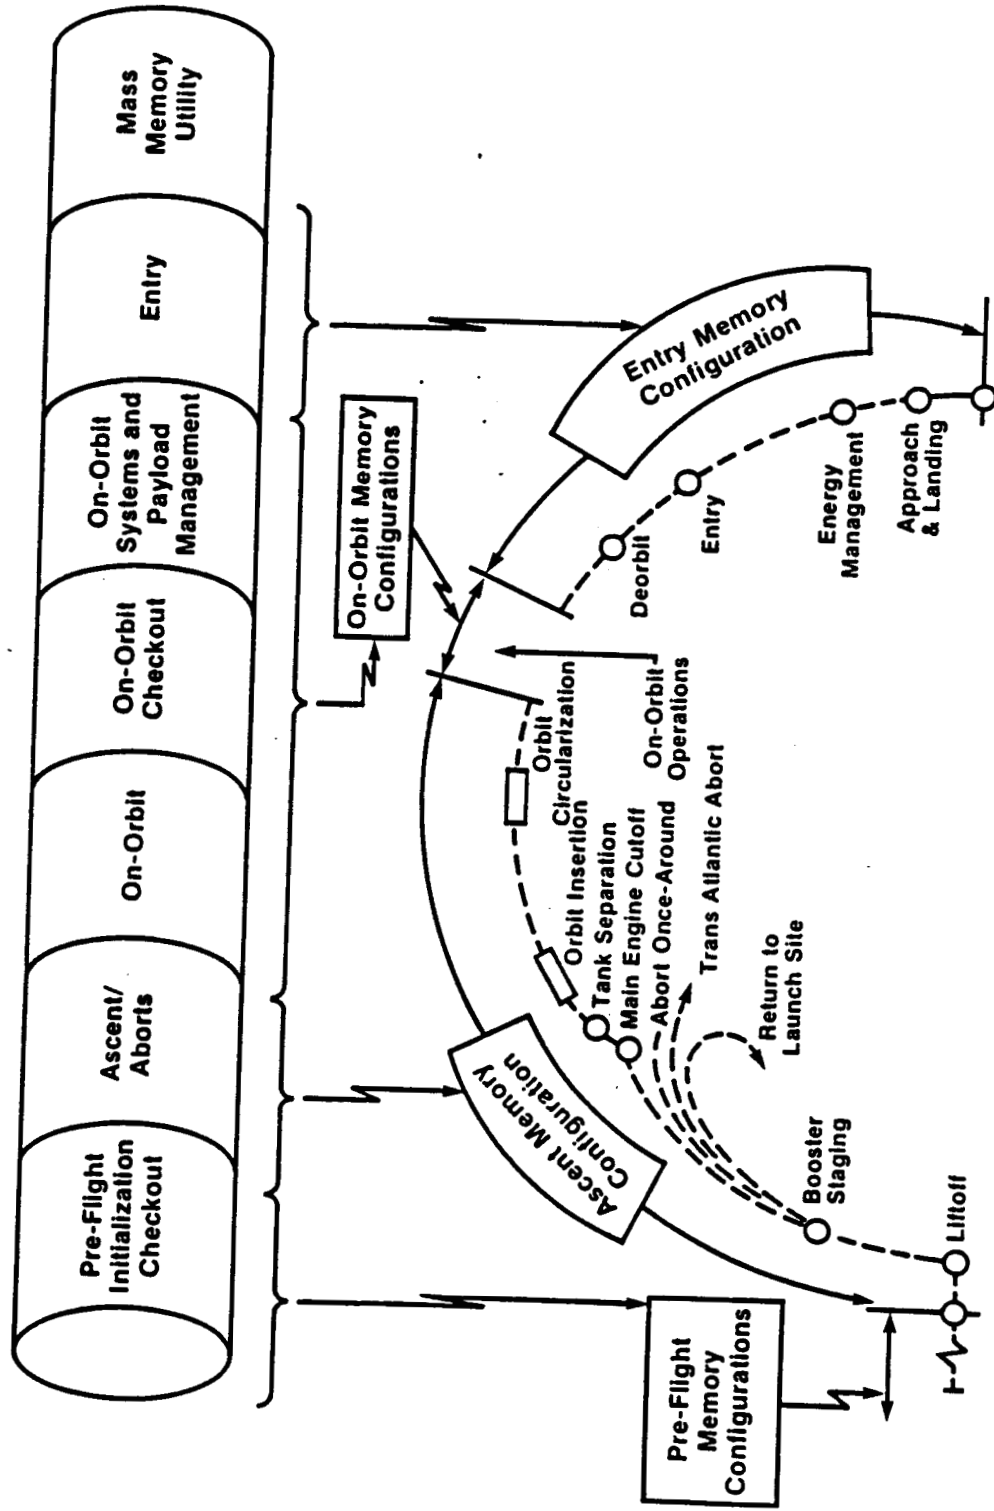 Pre-Flight
Initialization
Checkout
Ascent/
Aborts
On-Orbit
On-Orbit
Checkout
On-Orbit
Systems and
Payload
Management
Entry
Mass
Memory
Utility
Pre-Flight
Memory
Configurations
Ascent Memory
Configuration
On-Orbit Memory
Configurations
Entry Memory
Configuration
Liftoff
Booster
Staging
Return to
Launch Site
Trans Atlantic Abort
Abort Once-Around
Main Engine Cutoff
Tank Separation
Orbit Insertion
Orbit
Circularization
On-Orbit
Operations
Deorbit
Entry
Energy
Management
Approach
& Landing